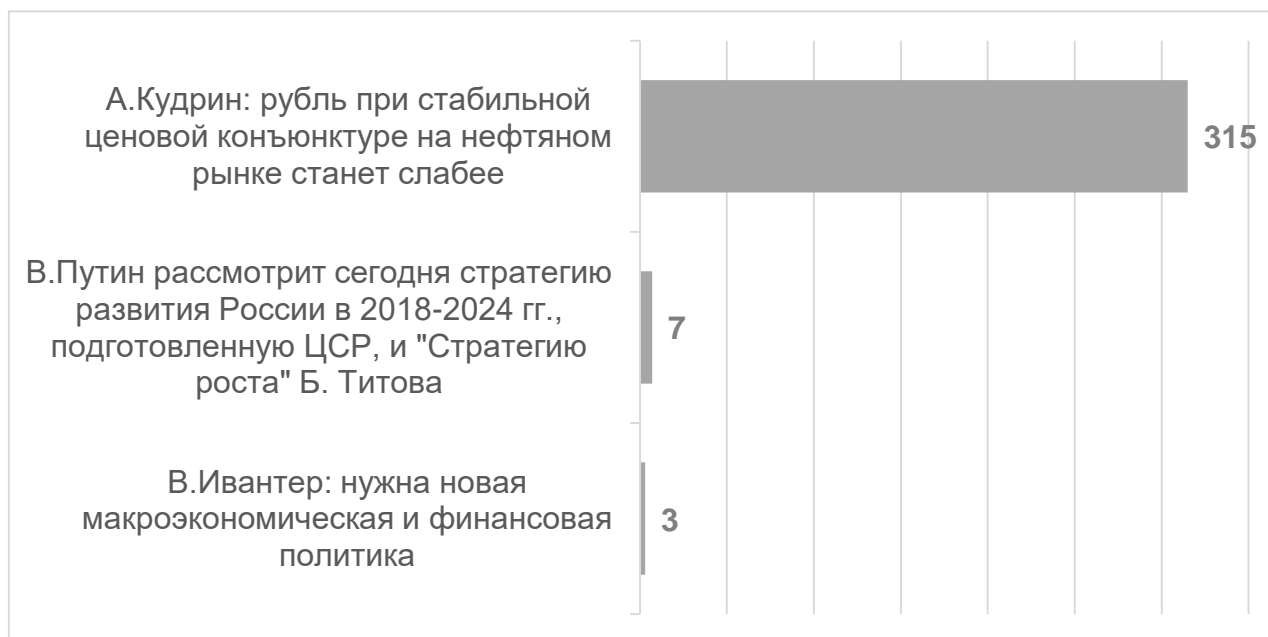 А.Кудрин: рубль при стабильной
ценовой конъюнктуре на нефтяном
рынке станет слабее
315
В.Путин рассмотрит сегодня стратегию
развития России в 2018-2024 гг.,
подготовленную ЦСР, и "Стратегию
роста" Б. Титова
7
В.Ивантер: нужна новая
макроэкономическая и финансовая
политика
3